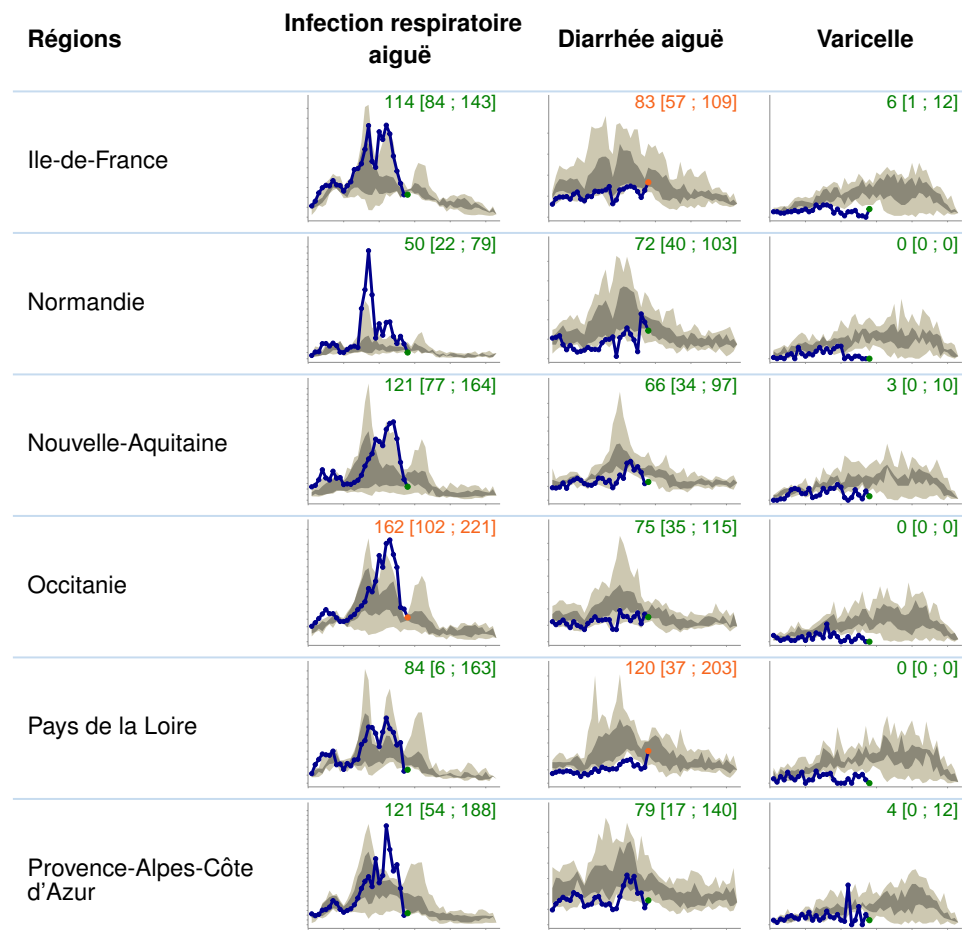 Régions
Infection respiratoire
aiguë
Diarrhée aiguë
Varicelle
Ile-de-France
114 [84 ; 143]
83 [57 ; 109]
6 [1 ; 12]
Normandie
50 [22 ; 79]
72 [40 ; 103]
0 [0 ; 0]
Nouvelle-Aquitaine
121 [77 ; 164]
66 [34 ; 97]
3 [0 ; 10]
Occitanie
162 [102 ; 221]
75 [35 ; 115]
0 [0 ; 0]
Pays de la Loire
84 [6 ; 163]
120 [37 ; 203]
0 [0 ; 0]
Provence-Alpes-Côte
d'Azur
121 [54 ; 188]
79 [17 ; 140]
4 [0 ; 12]